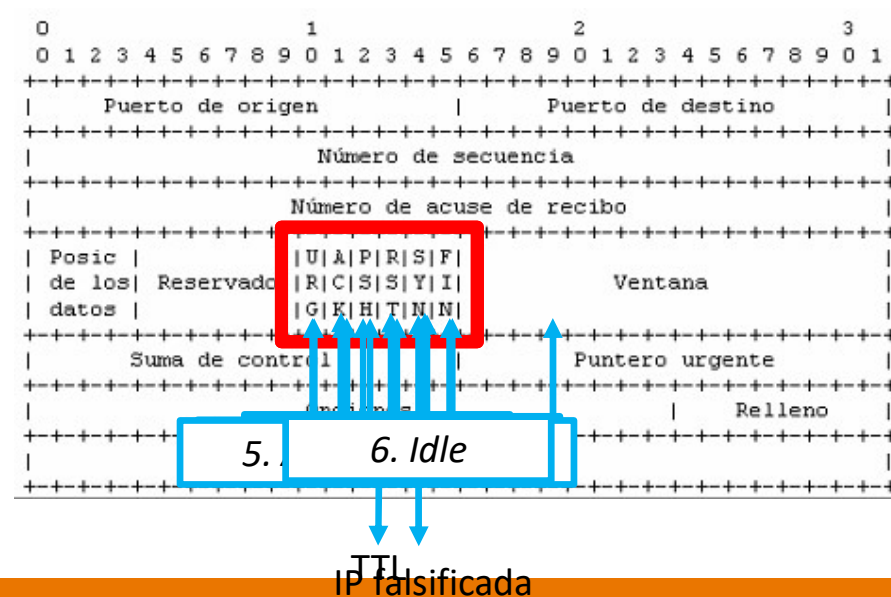 0 1 2 3
0 1 2 3 4 5 6 7 8 9 0 1 2 3 4 5 6 7 8 9 0 1 2 3 4 5 6 7 8 9 0 1
| Puerto de origen | Puerto de destino |
| Número de secuencia |
| Número de acuse de recibo |
| Posic | |U|A|P|R|S|F| |
| de los| Reservado |R|C|S|S|Y|I| Ventana |
| datos | |G|K|H|T|N|N| |
| Suma de control | Puntero urgente |
| Opciones | Relleno |
5.
6. Idle
TTL
IP falsificada